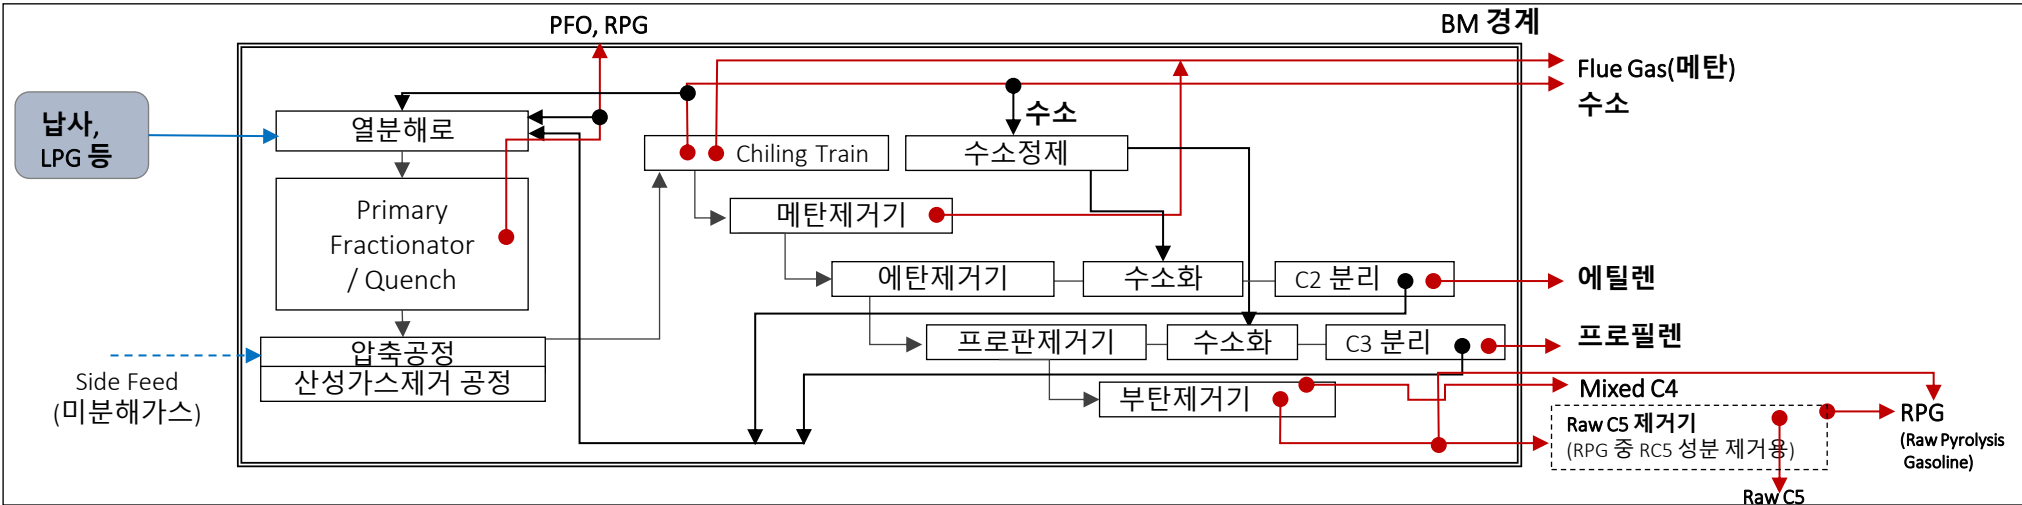 PFO, RPG
BM 경계
Flue Gas(메탄)
수소
납사,
LPG 등
열분해로
수소
Chiling Train
수소정제
Primary
Fractionator
/ Quench
메탄제거기
에탄제거기
수소화
C2 분리
에틸렌
압축공정
프로판제거기
수소화
C3 분리
프로필렌
산성가스제거 공정
Side Feed
(미분해가스)
부탄제거기
Mixed C4
Raw C5 제거기
(RPG 중 RC5 성분 제거용)
RPG
(Raw Pyrolysis
Gasoline)
Raw C5